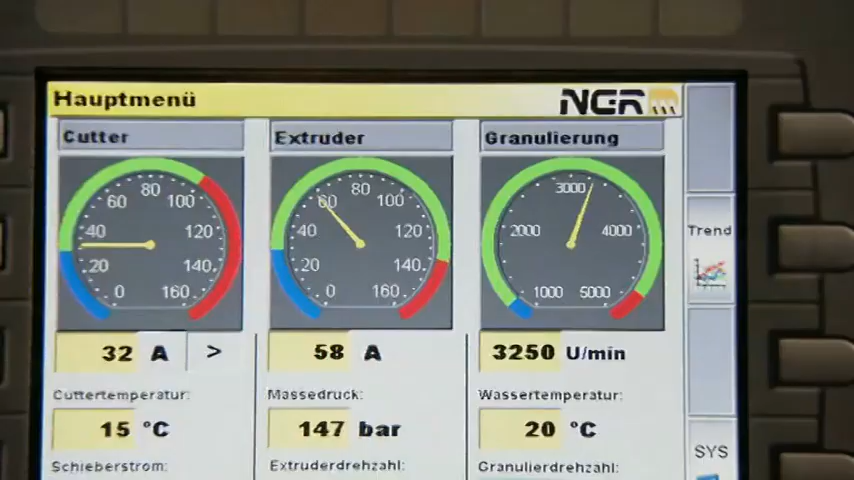 Hauptmenü NGR
Cutter Extruder Granulierung
0 20 40 60 80 100 120 140 160
0 20 40 60 80 100 120 140 160
1000 2000 3000 4000 5000
Trend
32 A > 58 A 3250 U/min
Cuttertemperatur: Massedruck: Wassertemperatur:
15 °C 147 bar 20 °C
SYS
Schieberstrom: Extruderdrehzahl: Granulierdrehzahl: